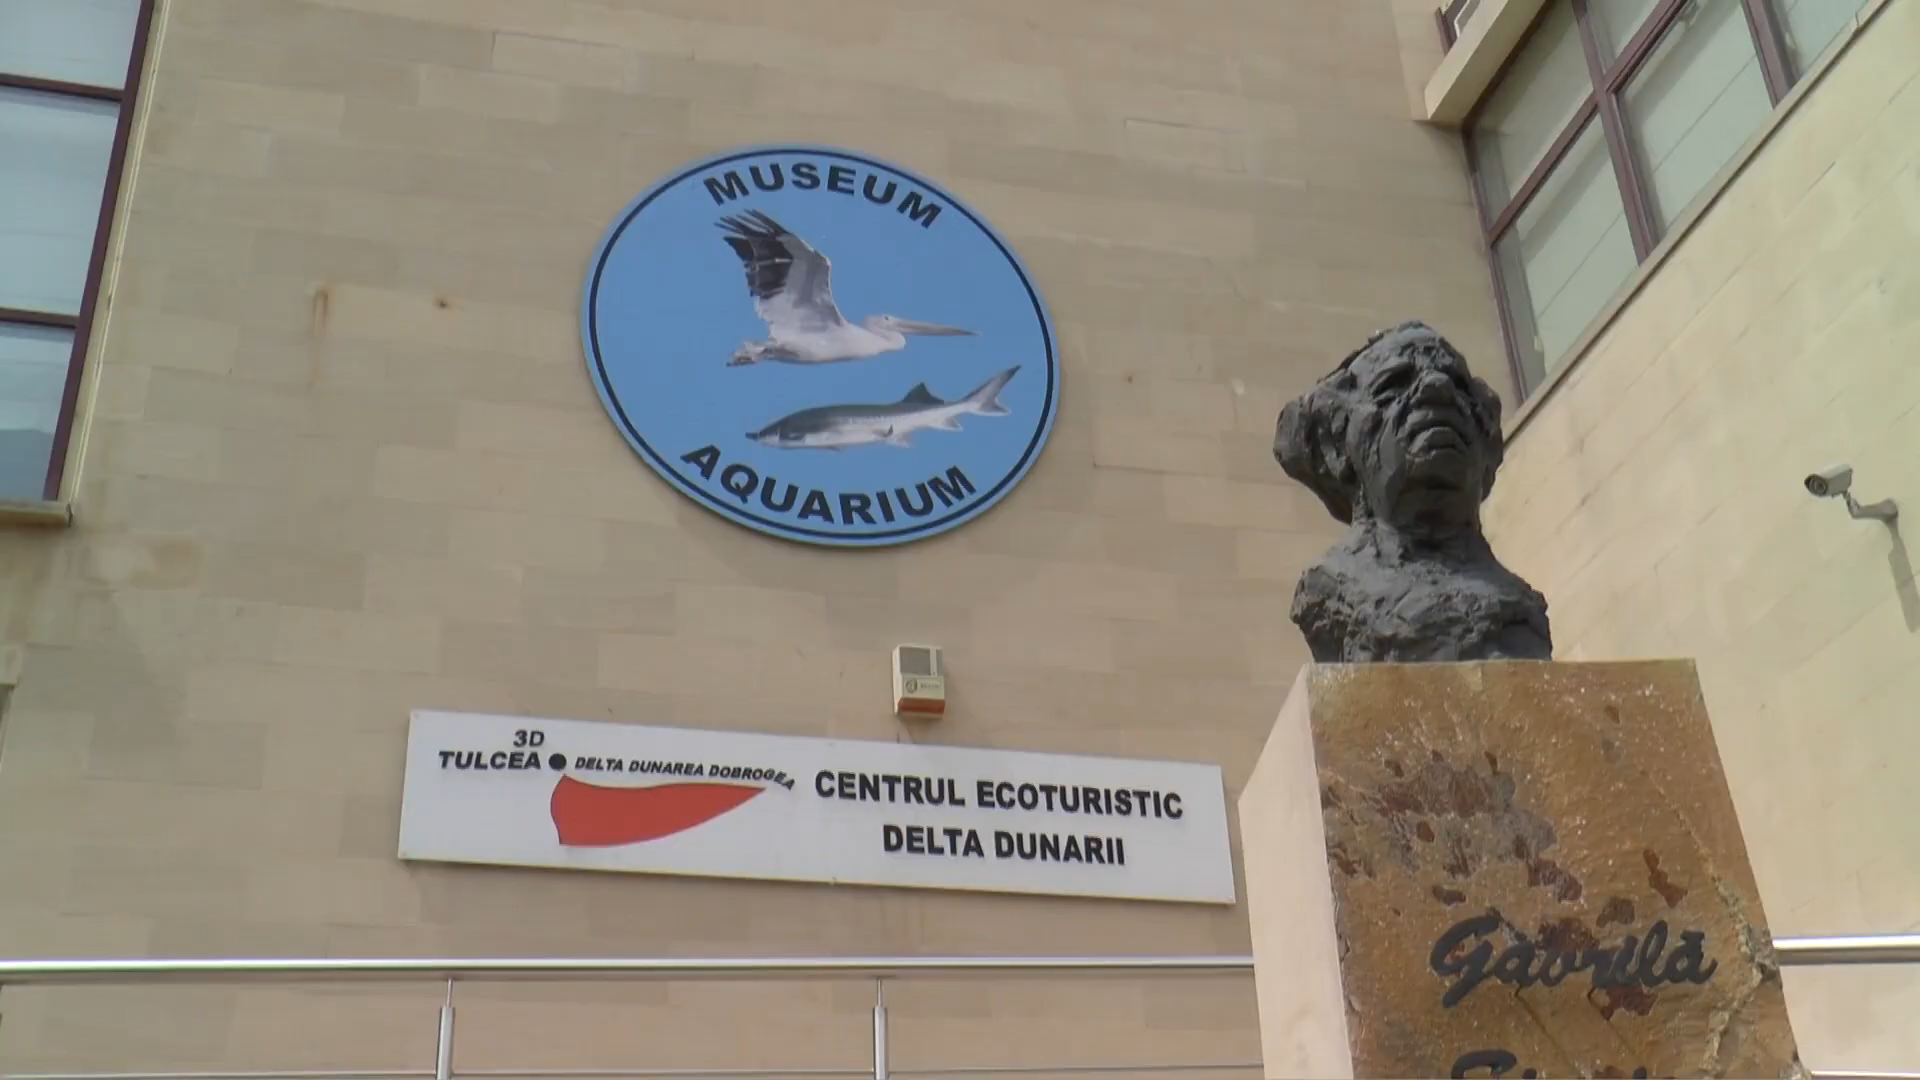 MUSEUM
AQUARIUM
3D
TULCEA DELTA DUNAREA DOBROGEA
CENTRUL ECOTURISTIC
DELTA DUNARII
Gavrilă